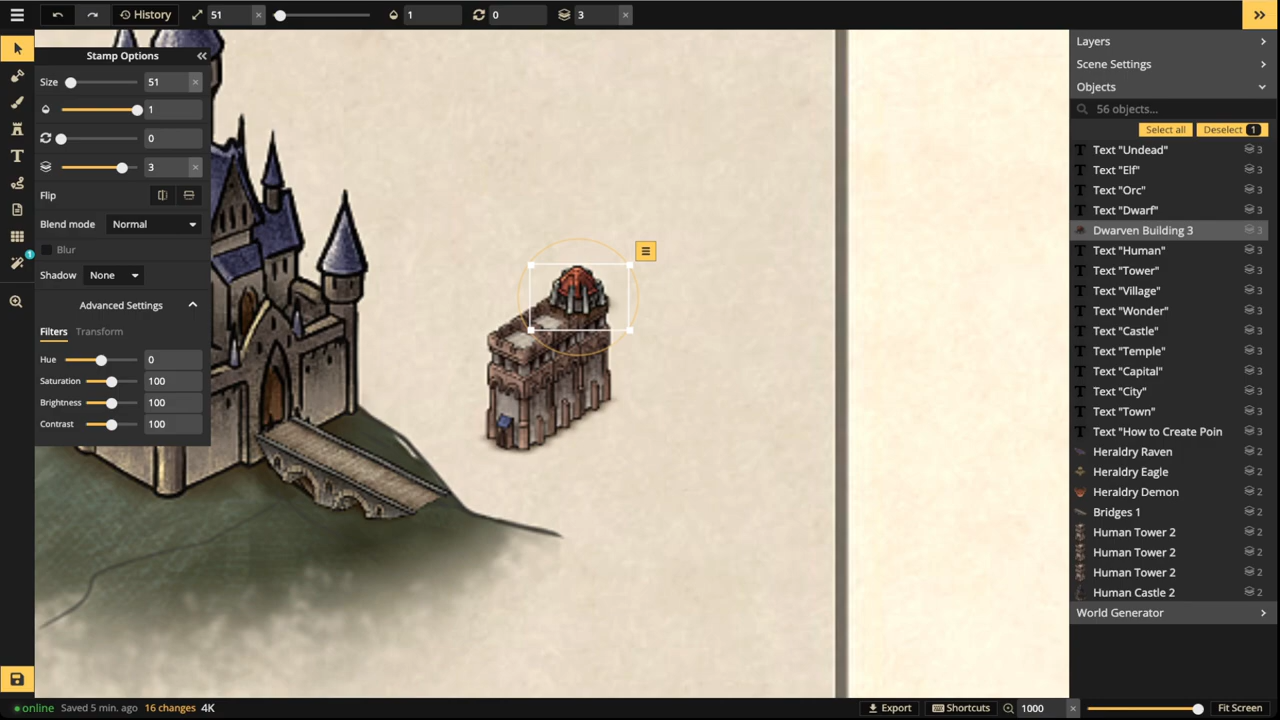 History 51 × 1 0 3 ×
Stamp Options
Size 51 ×
1
0
3 ×
Flip
Blend mode Normal
Blur
Shadow None
Advanced Settings
Filters Transform
Hue 0
Saturation 100
Brightness 100
Contrast 100
1
Layers
Scene Settings
Objects
56 objects...
Select all Deselect 1
Text "Undead" 3
Text "Elf" 3
Text "Orc" 3
Text "Dwarf" 3
Dwarven Building 3 3
Text "Human" 3
Text "Tower" 3
Text "Village" 3
Text "Wonder" 3
Text "Castle" 3
Text "Temple" 3
Text "Capital" 3
Text "City" 3
Text "Town" 3
Text "How to Create Poin 3
Heraldry Raven 2
Heraldry Eagle 2
Heraldry Demon 2
Bridges 1 2
Human Tower 2 2
Human Tower 2 2
Human Tower 2 2
Human Castle 2 2
World Generator
online Saved 5 min. ago 16 changes 4K Export Shortcuts 1000 × Fit Screen